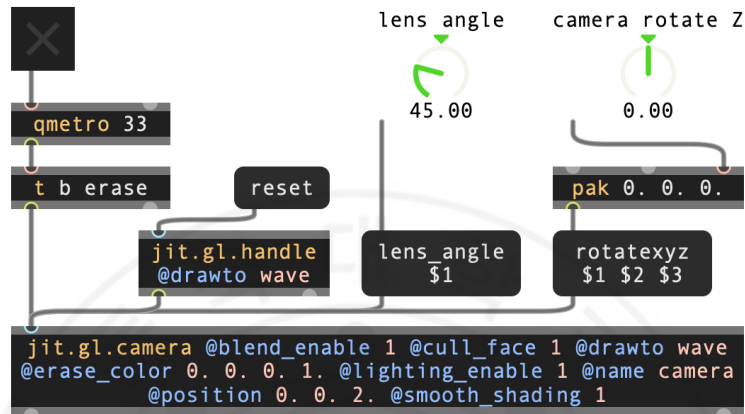 lens angle
camera rotate Z
45.00
0.00
qmetro 33
t b erase
reset
pak 0. 0. 0.
jit.gl.handle
@drawto wave
lens_angle
$1
rotatexyz
$1 $2 $3
jit.gl.camera @blend_enable 1 @cull_face 1 @drawto wave
@erase_color 0. 0. 0. 1. @lighting_enable 1 @name camera
@position 0. 0. 2. @smooth_shading 1